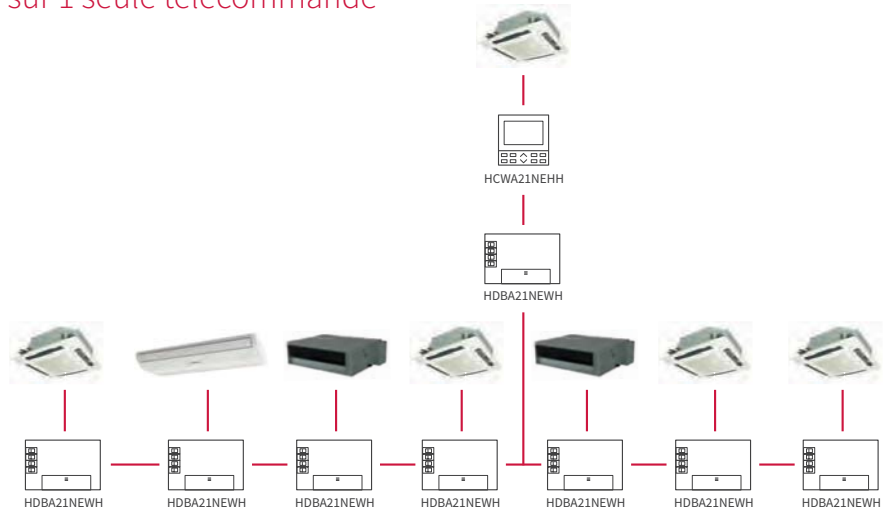 sur 1 seule télécommande
HCWA21NEHH
HDBA21NEWH
HDBA21NEWH HDBA21NEWH HDBA21NEWH HDBA21NEWH HDBA21NEWH HDBA21NEWH HDBA21NEWH